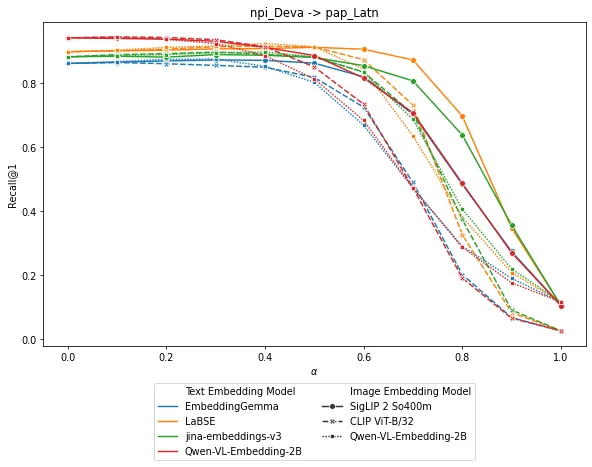 npi_Deva -> pap_Latn
Recall@1
0.8
0.6
0.4
0.2
0.0
0.0 0.2 0.4 0.6 0.8 1.0
α
Text Embedding Model
EmbeddingGemma
LaBSE
jina-embeddings-v3
Qwen-VL-Embedding-2B
Image Embedding Model
SigLIP 2 So400m
CLIP ViT-B/32
Qwen-VL-Embedding-2B